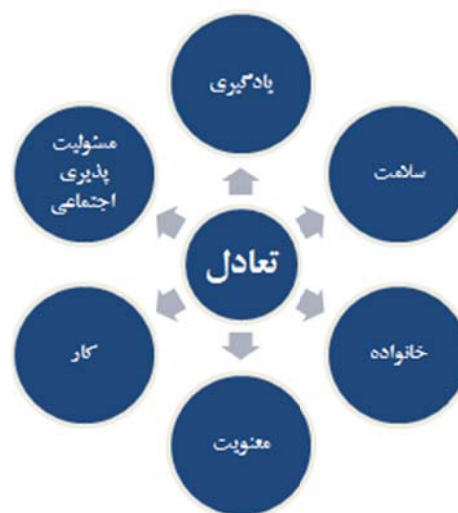 یادگیری
سلامت
مسئولیت
پذیری
اجتماعی
تعادل
خانواده
کار
معنویت